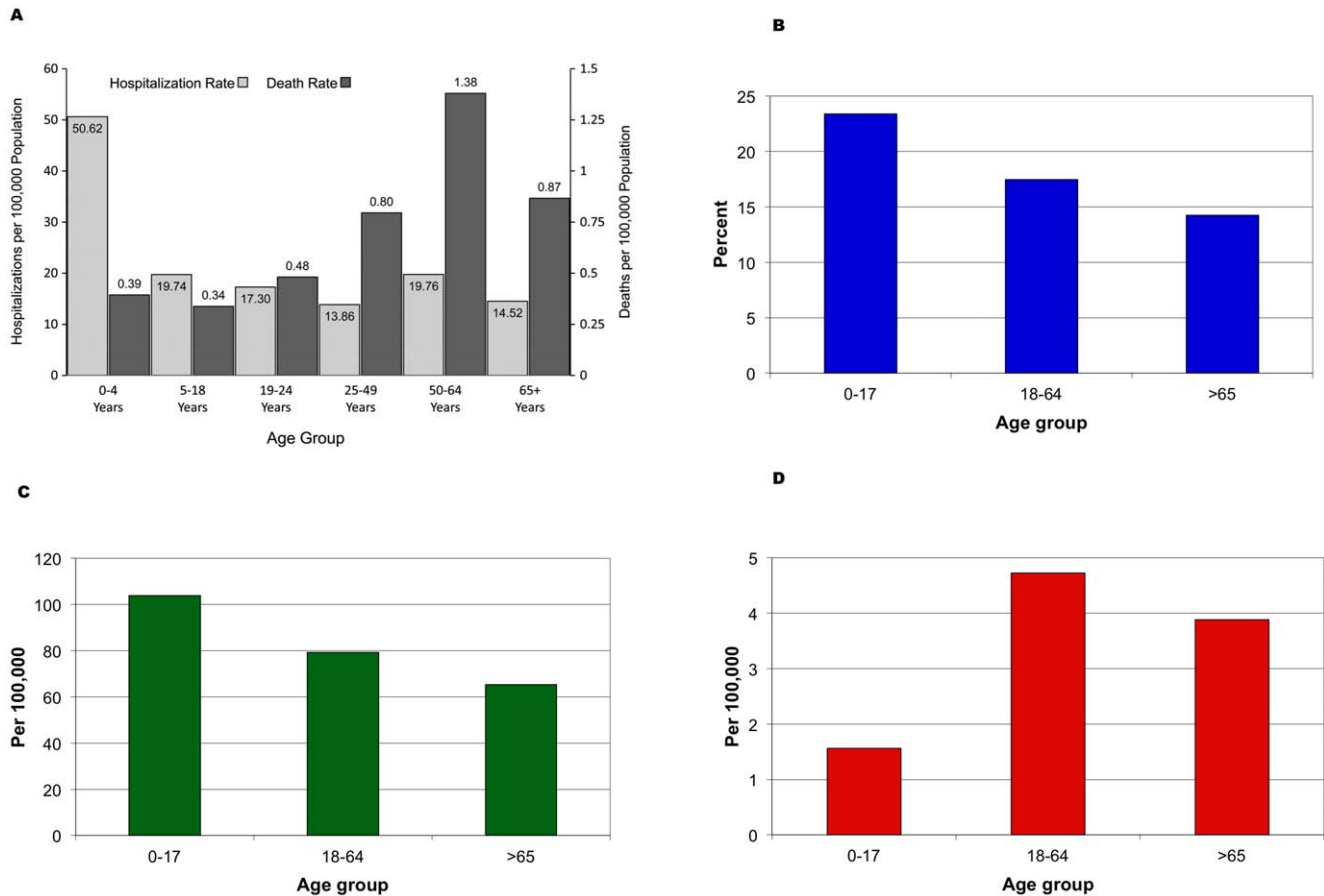 A
Hospitalization Rate Death Rate
Hospitalizations per 100,000 Population
Deaths per 100,000 Population
60
50
40
30
20
10
0
1.5
1.25
1
0.75
0.5
0.25
0
50.62
0.39
19.74
0.34
17.30
0.48
13.86
0.80
19.76
1.38
14.52
0.87
0-4 5-18 19-24 25-49 50-64 65+
Years Years Years Years Years Years
Age Group
B
Percent
25
20
15
10
5
0
0-17 18-64 >65
Age group
C
Per 100,000
120
100
80
60
40
20
0
0-17 18-64 >65
Age group
D
Per 100,000
5
4
3
2
1
0
0-17 18-64 >65
Age group